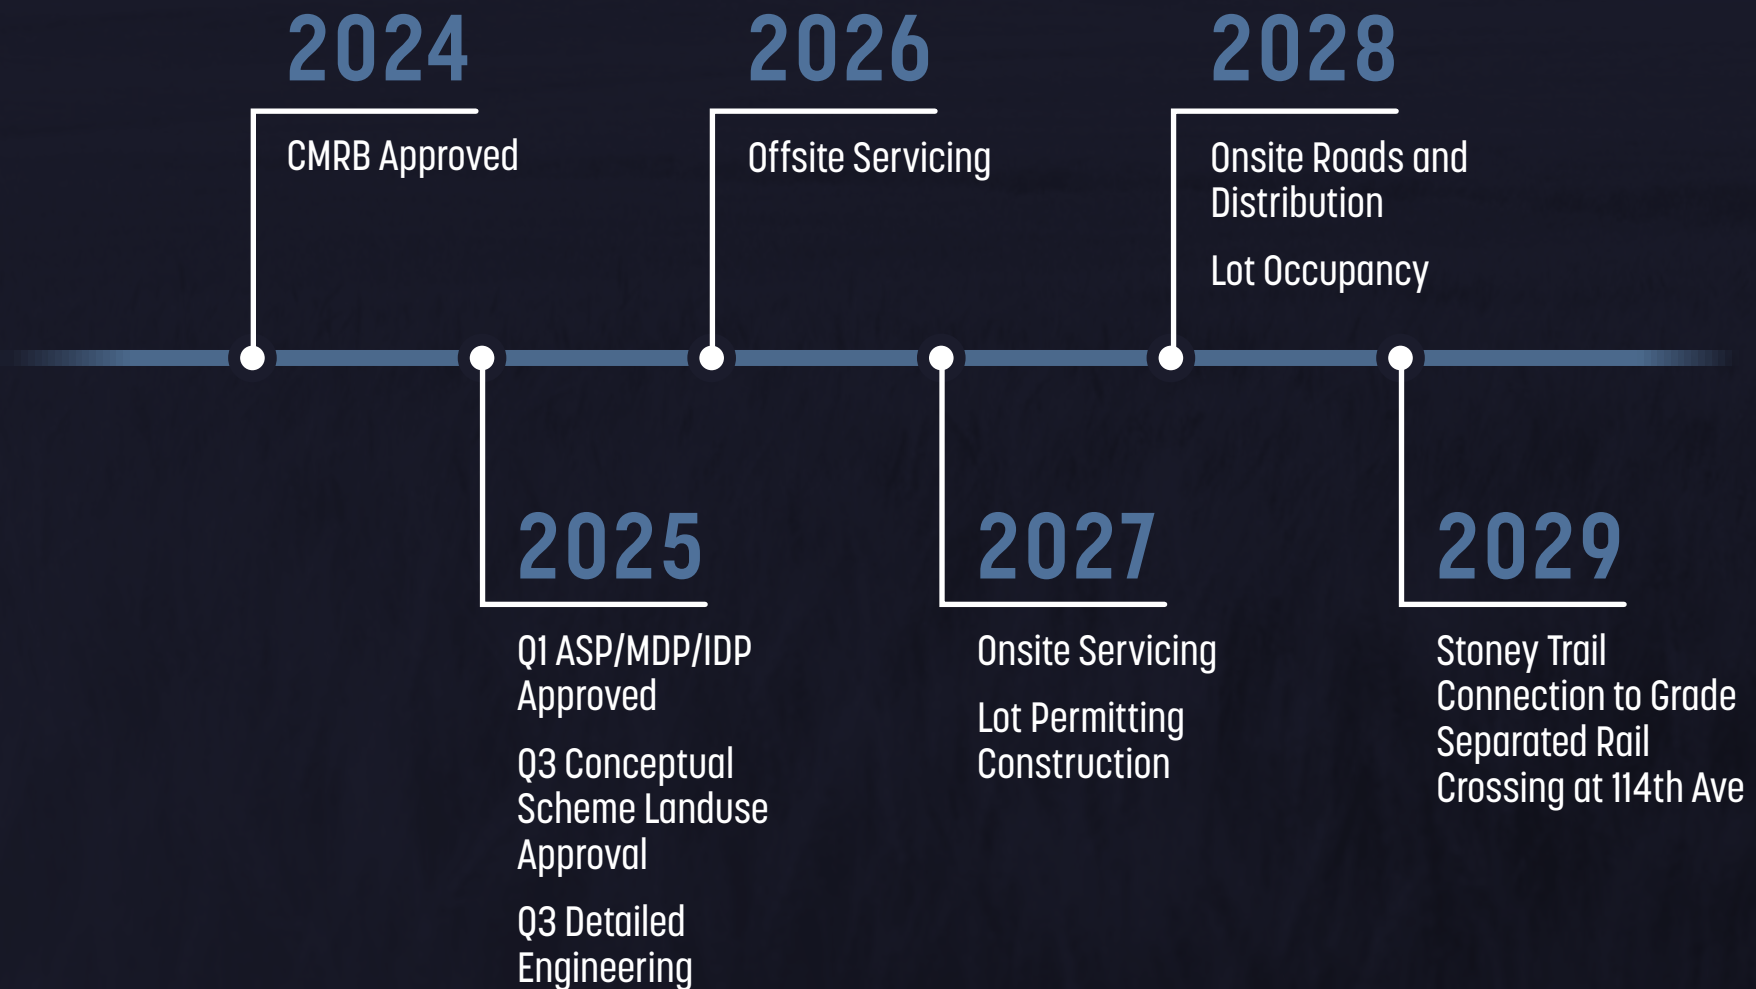 2024
CMRB Approved
2025
Q1 ASP/MDP/IDP
Approved
Q3 Conceptual
Scheme Landuse
Approval
Q3 Detailed
Engineering
2026
Offsite Servicing
2027
Onsite Servicing
Lot Permitting
Construction
2028
Onsite Roads and
Distribution
Lot Occupancy
2029
Stoney Trail
Connection to Grade
Separated Rail
Crossing at 114th Ave